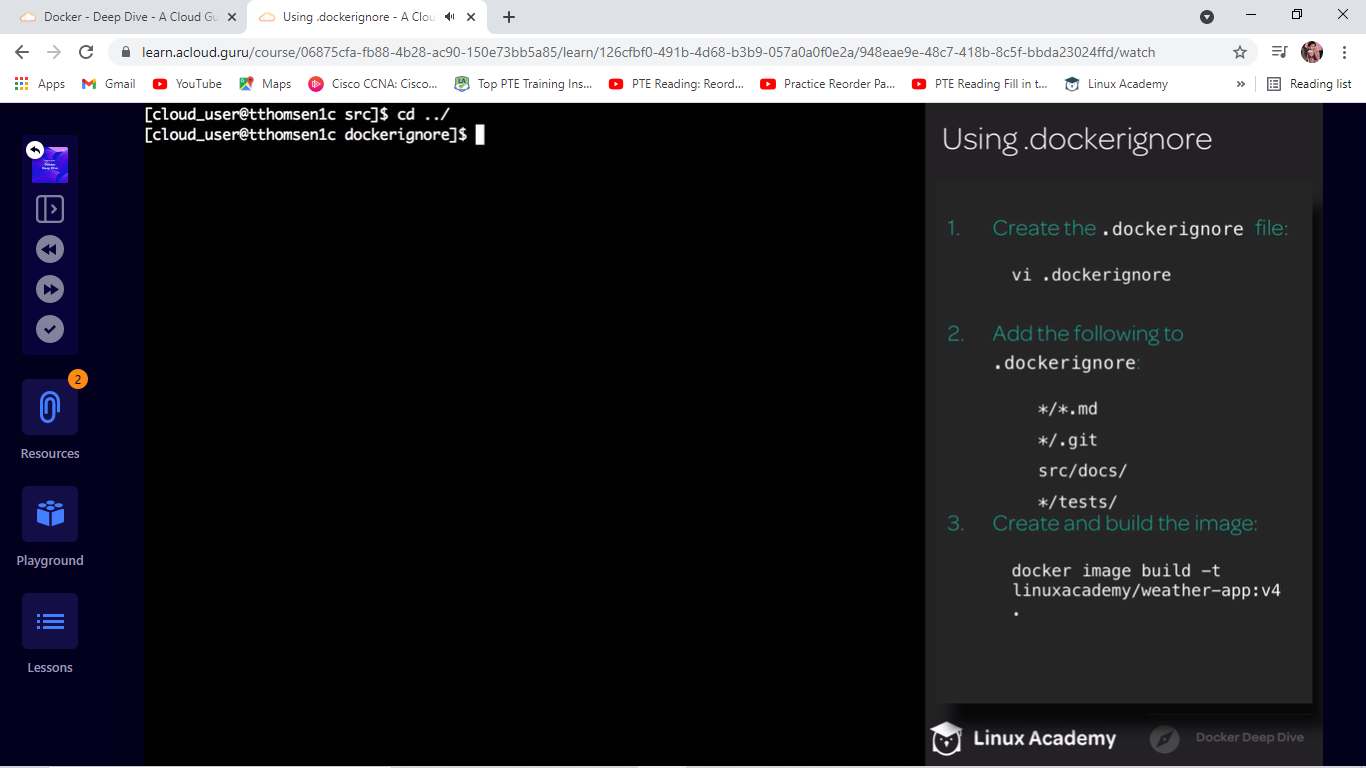 Docker - Deep Dive - A Cloud Gu
Using .dockerignore - A Clou
learn.acloud.guru/course/06875cfa-fb88-4b28-ac90-150e73bb5a85/learn/126cfbf0-491b-4d68-b3b9-057a0a0f0e2a/948eae9e-48c7-418b-8c5f-bbda23024ffd/watch
Apps
Gmail
YouTube
Maps
Cisco CCNA: Cisco...
Top PTE Training Ins...
PTE Reading: Reord...
Practice Reorder Pa...
PTE Reading Fill in t...
Linux Academy
»
Reading list
[cloud_user@tthomsen1c src]$ cd ../
[cloud_user@tthomsen1c dockerignore]$
Docker
Deep Dive
2
Resources
Playground
Lessons
Using .dockerignore
1. Create the .dockerignore file:
vi .dockerignore
2. Add the following to
.dockerignore:
*/*.md
*/.git
src/docs/
*/tests/
3. Create and build the image:
docker image build -t
linuxacademy/weather-app:v4
.
Linux Academy
Docker Deep Dive